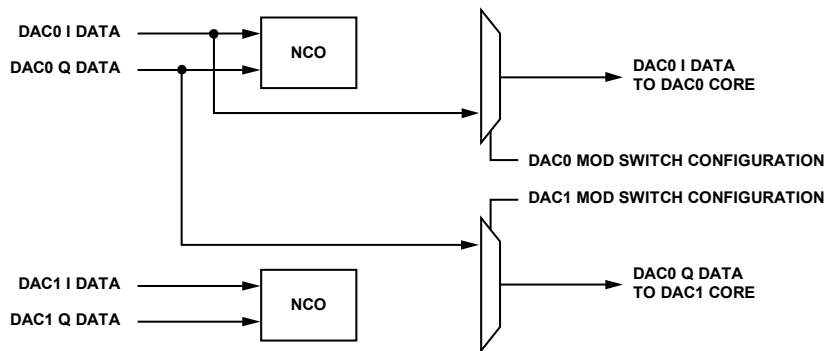 DAC0 I DATA
DAC0 Q DATA
NCO
DAC0 I DATA
TO DAC0 CORE
DAC0 MOD SWITCH CONFIGURATION
DAC1 MOD SWITCH CONFIGURATION
DAC1 I DATA
DAC1 Q DATA
NCO
DAC0 Q DATA
TO DAC1 CORE